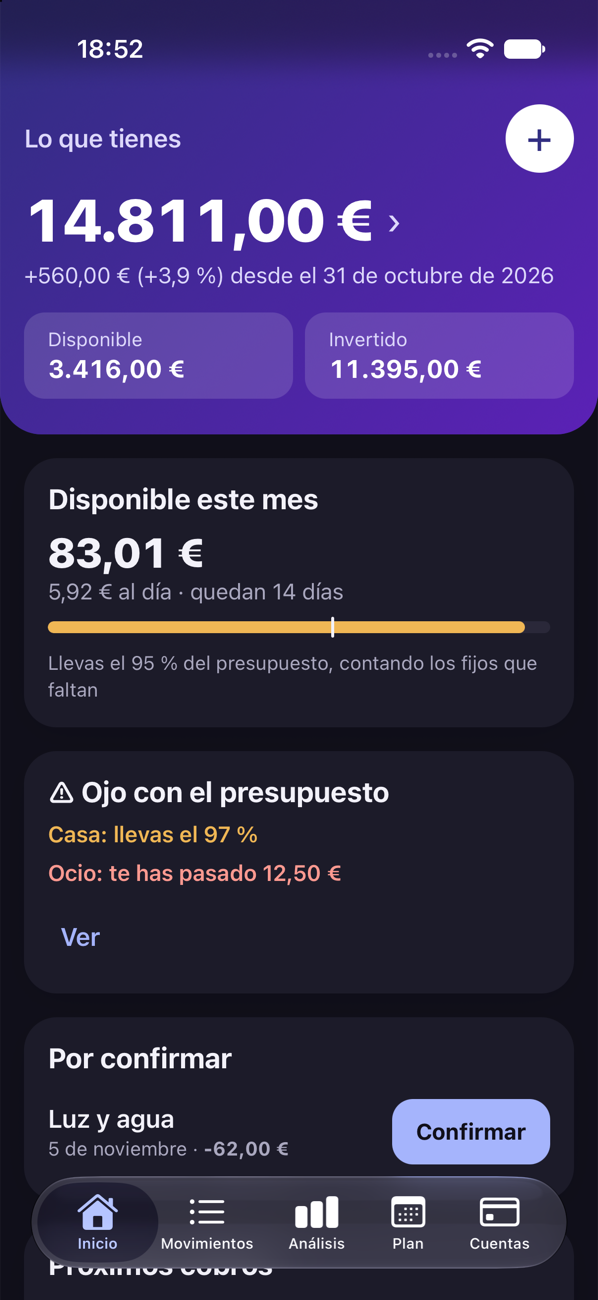 18:52
Lo que tienes
+
14.811,00 € ›
+560,00 € (+3,9 %) desde el 31 de octubre de 2026
Disponible
3.416,00 €
Invertido
11.395,00 €
Disponible este mes
83,01 €
5,92 € al día · quedan 14 días
Llevas el 95 % del presupuesto, contando los fijos que
faltan
Ojo con el presupuesto
Casa: llevas el 97 %
Ocio: te has pasado 12,50 €
Ver
Por confirmar
Luz y agua
5 de noviembre · -62,00 €
Confirmar
Inicio
Movimientos
Análisis
Plan
Cuentas
Próximos cobros